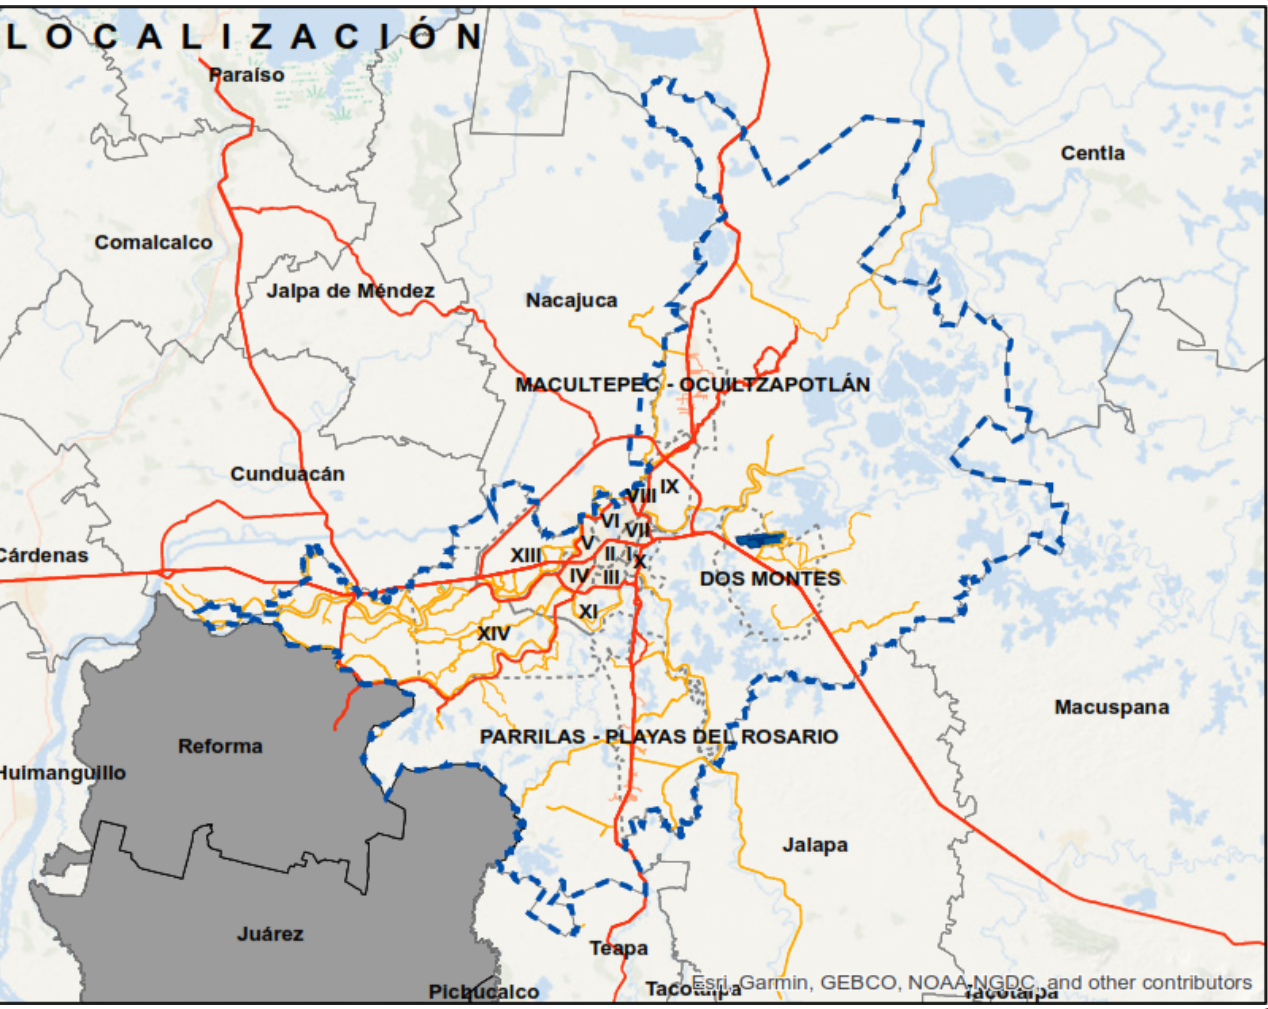 LOCALIZACIÓN
Paraíso
Centla
Comalcalco
Jalpa de Méndez
Nacajuca
MACULTEPEC - OCUILTZAPOTLÁN
Cunduacán
VIII
IX
VI
VII
V
Cárdenas
XIII
II
I
X
IV
III
DOS MONTES
XI
XIV
Macuspana
PARRILAS - PLAYAS DEL ROSARIO
Reforma
Huimanguillo
Jalapa
Juárez
Teapa
Pichucalco
Tacotalpa
Esri, Garmin, GEBCO, NOAA NGDC, and other contributors
Tacotalpa